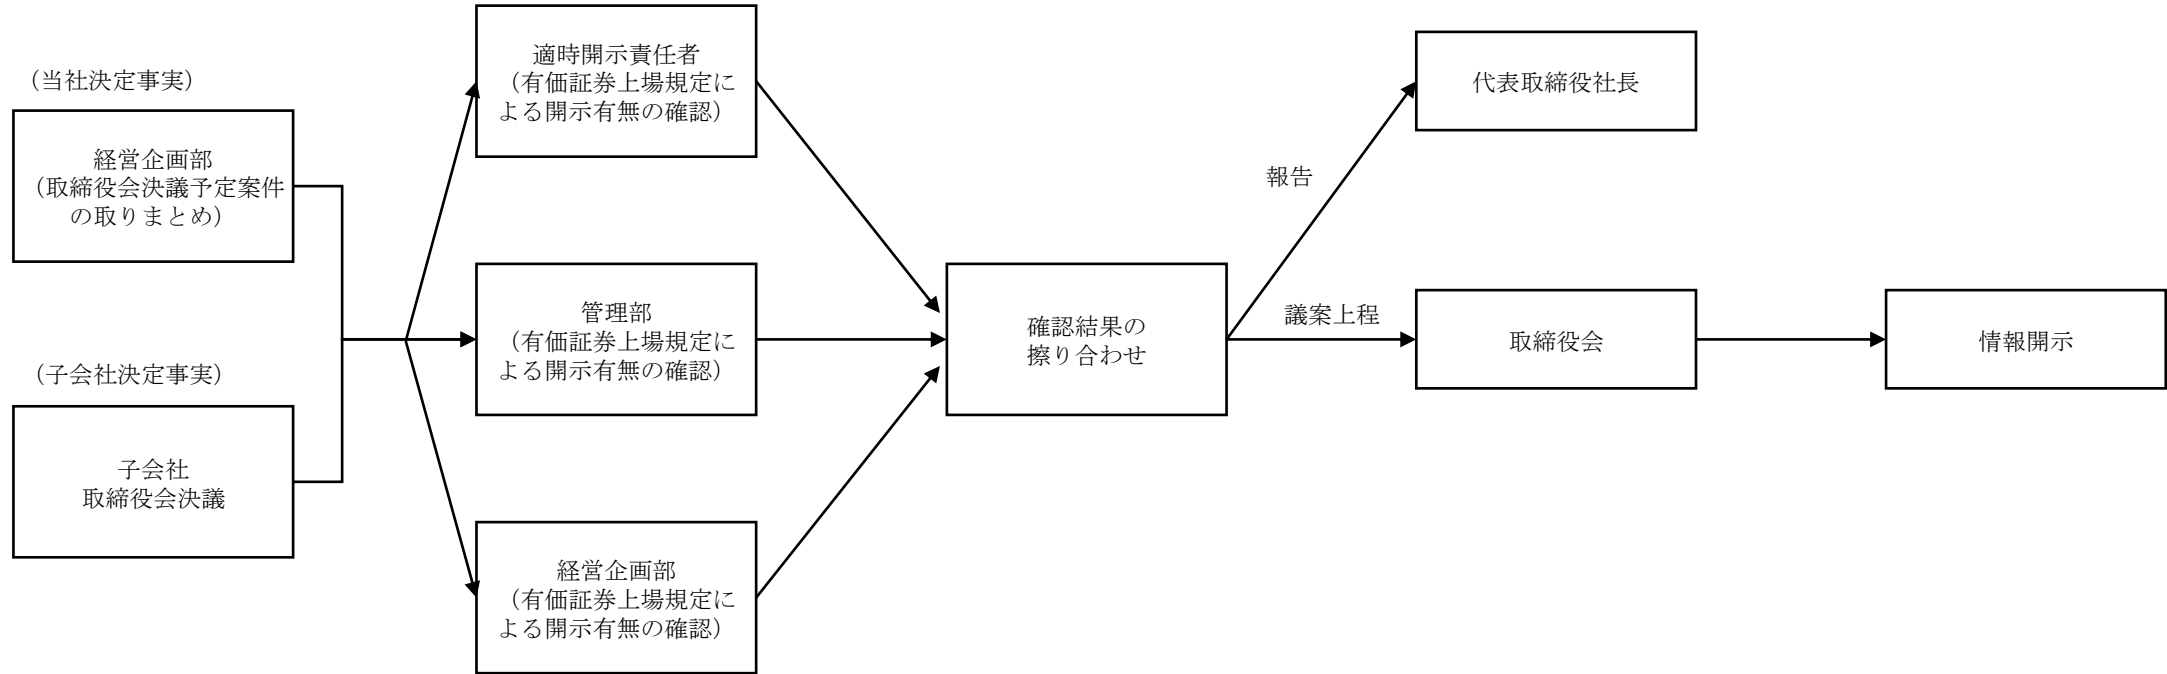 （当社決定事実）
経営企画部
（取締役会決議予定案件
の取りまとめ）
（子会社決定事実）
子会社
取締役会決議
適時開示責任者
（有価証券上場規定に
よる開示有無の確認）
管理部
（有価証券上場規定に
よる開示有無の確認）
経営企画部
（有価証券上場規定に
よる開示有無の確認）
確認結果の
擦り合わせ
報告
議案上程
代表取締役社長
取締役会
情報開示